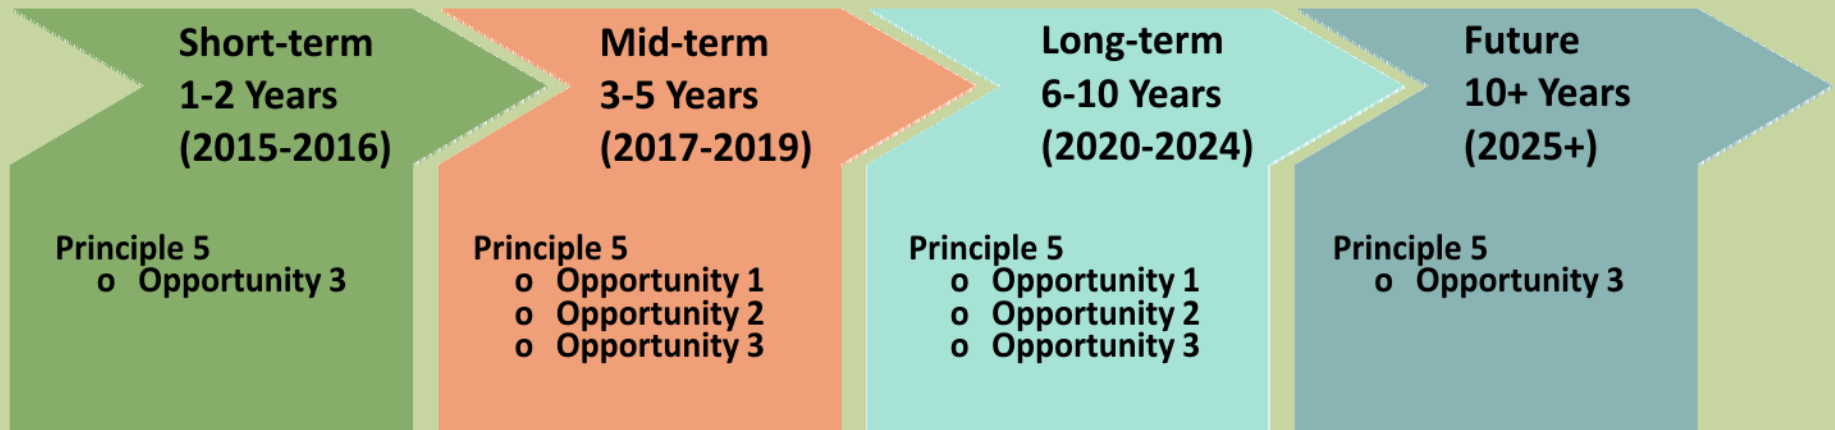 Short-term
1-2 Years
(2015-2016)
Principle 5
o Opportunity 3
Mid-term
3-5 Years
(2017-2019)
Principle 5
o Opportunity 1
o Opportunity 2
o Opportunity 3
Long-term
6-10 Years
(2020-2024)
Principle 5
o Opportunity 1
o Opportunity 2
o Opportunity 3
Future
10+ Years
(2025+)
Principle 5
o Opportunity 3